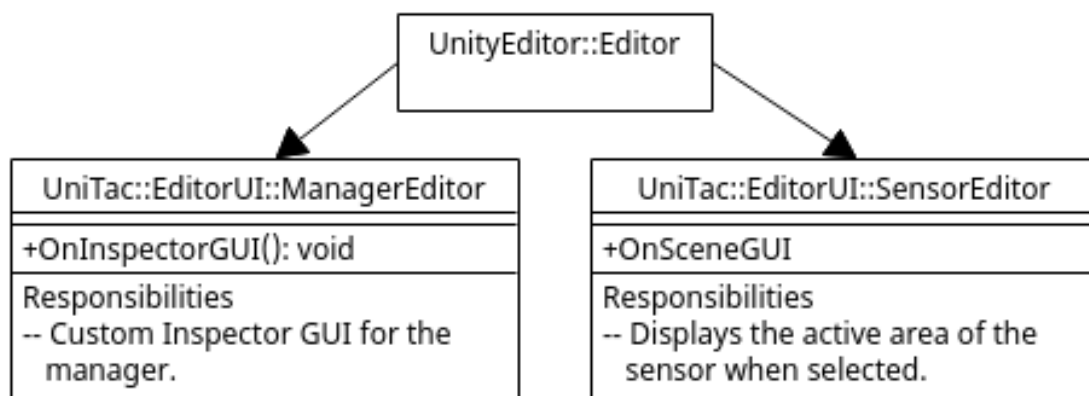 UnityEditor::Editor
UniTac::EditorUI::ManagerEditor
+OnInspectorGUI(): void
Responsibilities
-- Custom Inspector GUI for the
manager.
UniTac::EditorUI::SensorEditor
+OnSceneGUI
Responsibilities
-- Displays the active area of the
sensor when selected.